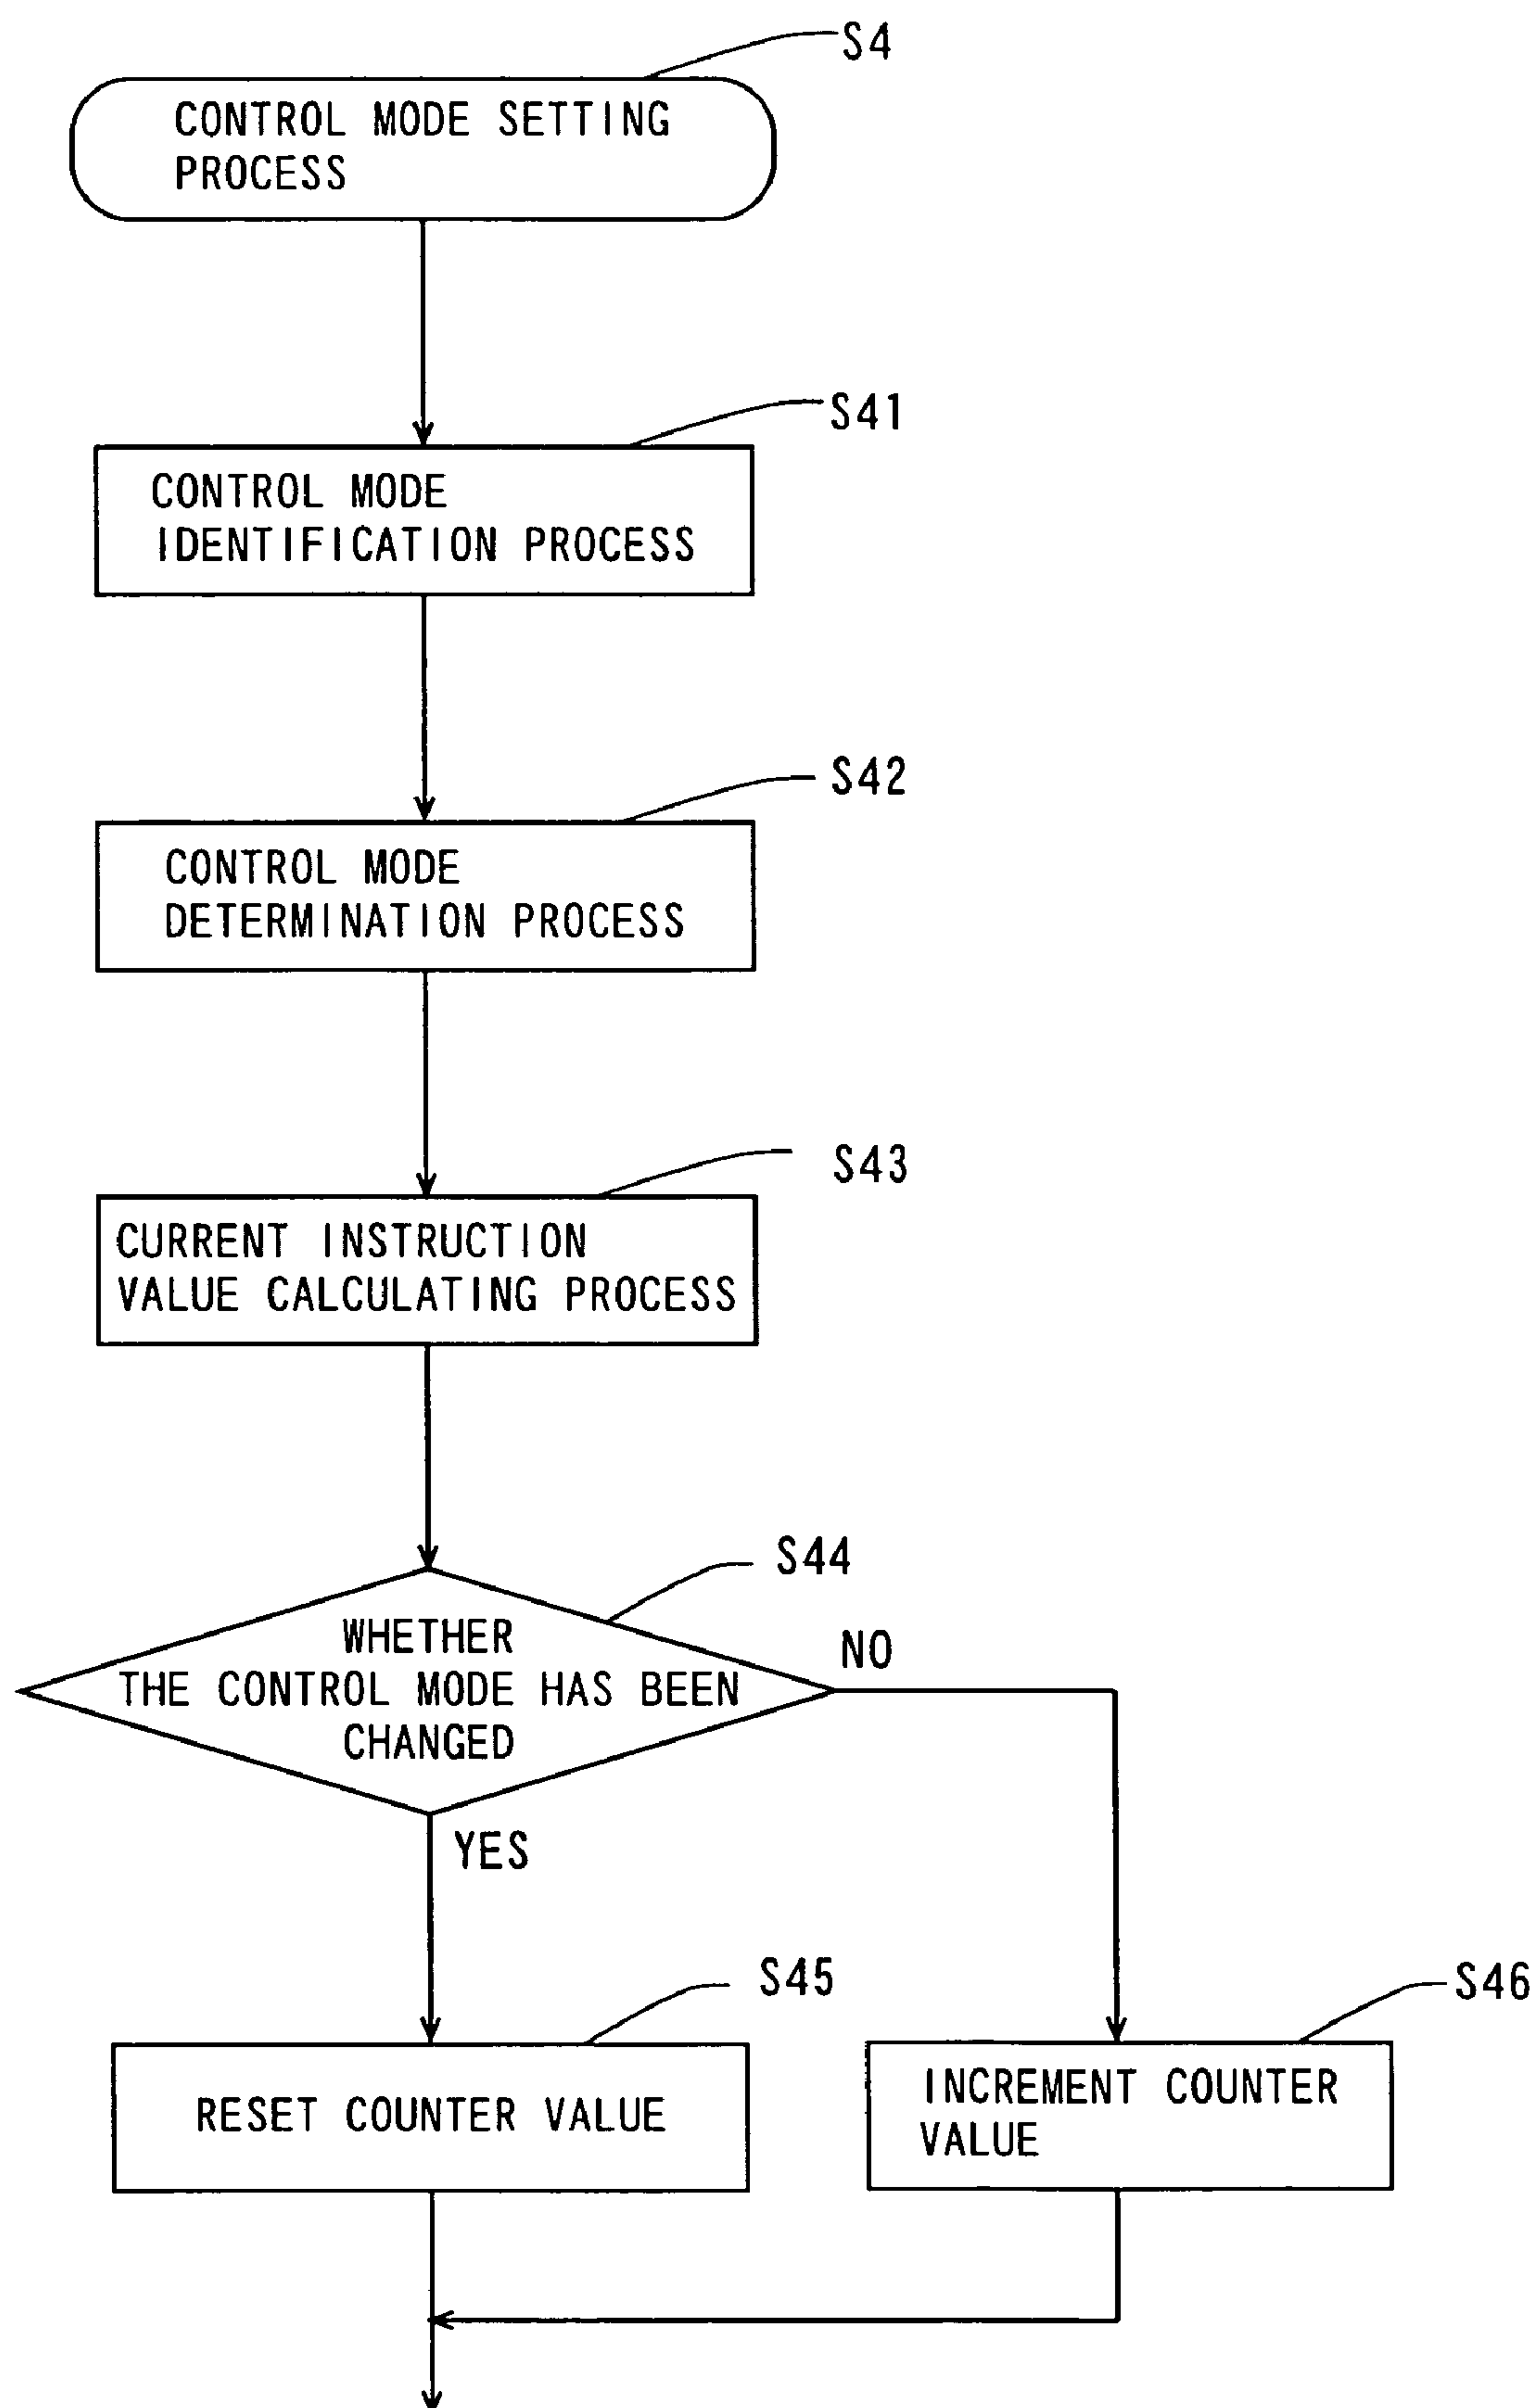 S4
CONTROL MODE SETTING
PROCESS
S41
CONTROL MODE
IDENTIFICATION PROCESS
S42
CONTROL MODE
DETERMINATION PROCESS
S43
CURRENT INSTRUCTION
VALUE CALCULATING PROCESS
S44
WHETHER
THE CONTROL MODE HAS BEEN
CHANGED
NO
YES
S45
RESET COUNTER VALUE
S46
INCREMENT COUNTER
VALUE